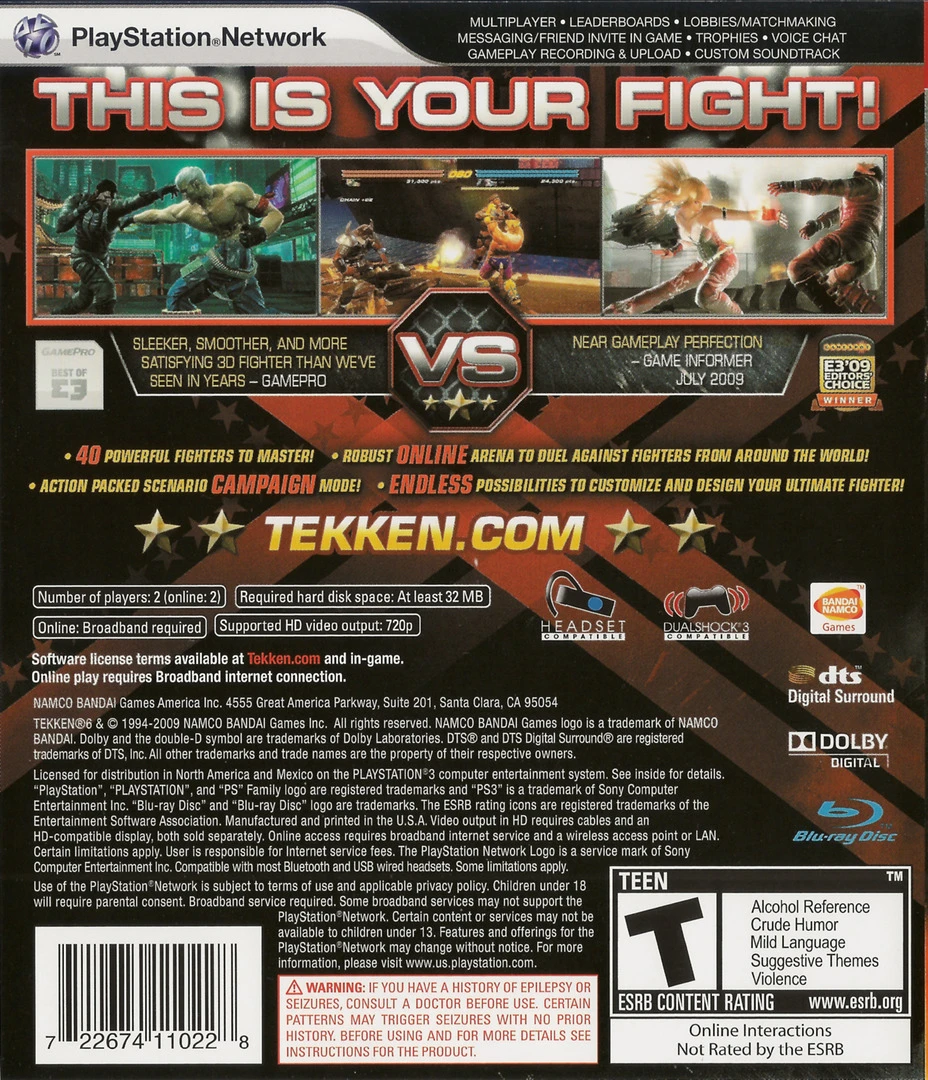 PlayStation®Network
MULTIPLAYER • LEADERBOARDS • LOBBIES/MATCHMAKING
MESSAGING/FRIEND INVITE IN GAME • TROPHIES • VOICE CHAT
GAMEPLAY RECORDING & UPLOAD • CUSTOM SOUNDTRACK
THIS IS YOUR FIGHT!
GAMEPRO
BEST OF
E3
SLEEKER, SMOOTHER, AND MORE
SATISFYING 3D FIGHTER THAN WE'VE
SEEN IN YEARS – GAMEPRO
VS
NEAR GAMEPLAY PERFECTION
– GAME INFORMER
JULY 2009
E3'09
EDITORS'
CHOICE
WINNER
• 40 POWERFUL FIGHTERS TO MASTER! • ROBUST ONLINE ARENA TO DUEL AGAINST FIGHTERS FROM AROUND THE WORLD!
• ACTION PACKED SCENARIO CAMPAIGN MODE! • ENDLESS POSSIBILITIES TO CUSTOMIZE AND DESIGN YOUR ULTIMATE FIGHTER!
TEKKEN.COM
Number of players: 2 (online: 2)
Required hard disk space: At least 32 MB
Online: Broadband required
Supported HD video output: 720p
HEADSET
COMPATIBLE
DUALSHOCK®3
COMPATIBLE
BANDAI
NAMCO
Games
Software license terms available at Tekken.com and in-game.
Online play requires Broadband internet connection.
NAMCO BANDAI Games America Inc. 4555 Great America Parkway, Suite 201, Santa Clara, CA 95054
TEKKEN®6 & © 1994-2009 NAMCO BANDAI Games Inc. All rights reserved. NAMCO BANDAI Games logo is a trademark of NAMCO
BANDAI. Dolby and the double-D symbol are trademarks of Dolby Laboratories. DTS® and DTS Digital Surround® are registered
trademarks of DTS, Inc. All other trademarks and trade names are the property of their respective owners.
Licensed for distribution in North America and Mexico on the PLAYSTATION®3 computer entertainment system. See inside for details.
"PlayStation", "PLAYSTATION", and "PS" Family logo are registered trademarks and "PS3" is a trademark of Sony Computer
Entertainment Inc. "Blu-ray Disc" and "Blu-ray Disc" logo are trademarks. The ESRB rating icons are registered trademarks of the
Entertainment Software Association. Manufactured and printed in the U.S.A. Video output in HD requires cables and an
HD-compatible display, both sold separately. Online access requires broadband internet service and a wireless access point or LAN.
Certain limitations apply. User is responsible for Internet service fees. The PlayStation Network Logo is a service mark of Sony
Computer Entertainment Inc. Compatible with most Bluetooth and USB wired headsets. Some limitations apply.
Use of the PlayStation®Network is subject to terms of use and applicable privacy policy. Children under 18
will require parental consent. Broadband service required. Some broadband services may not support the
PlayStation®Network. Certain content or services may not be
available to children under 13. Features and offerings for the
PlayStation®Network may change without notice. For more
information, please visit www.us.playstation.com.
dts™
Digital Surround
DOLBY
DIGITAL
Blu-ray Disc
7 22674 11022 8
WARNING: IF YOU HAVE A HISTORY OF EPILEPSY OR
SEIZURES, CONSULT A DOCTOR BEFORE USE. CERTAIN
PATTERNS MAY TRIGGER SEIZURES WITH NO PRIOR
HISTORY. BEFORE USING AND FOR MORE DETAILS SEE
INSTRUCTIONS FOR THE PRODUCT.
TEEN ™
T
Alcohol Reference
Crude Humor
Mild Language
Suggestive Themes
Violence
ESRB CONTENT RATING www.esrb.org
Online Interactions
Not Rated by the ESRB